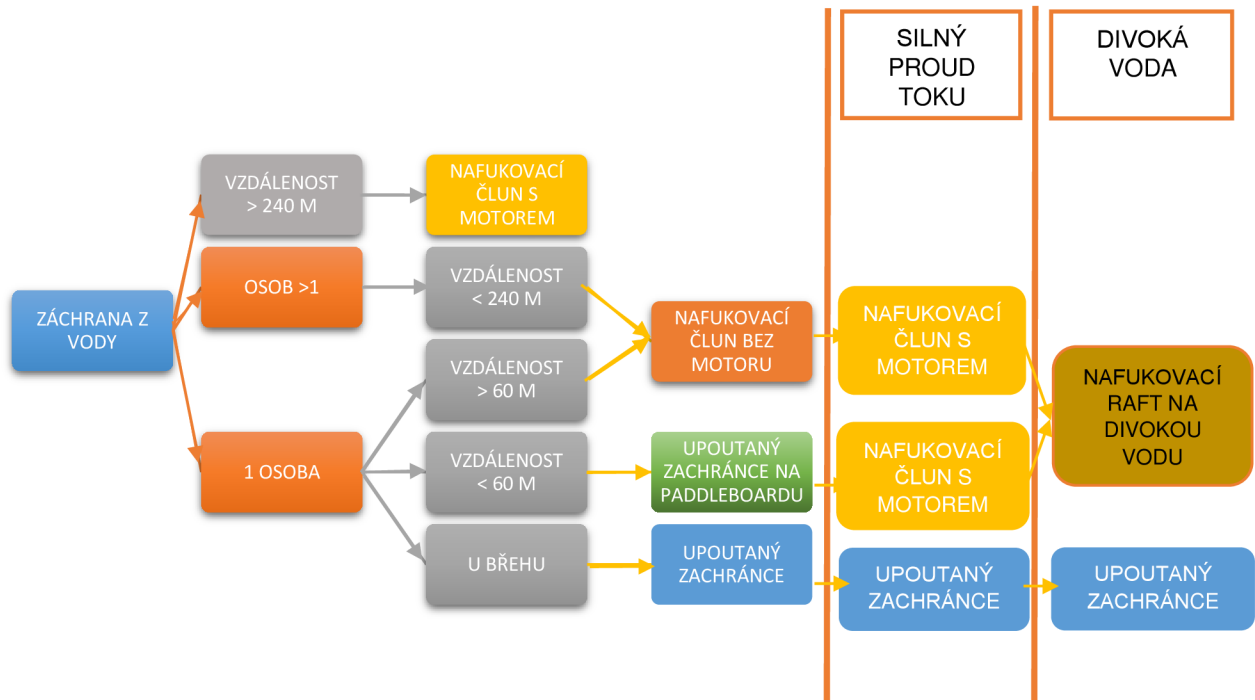 SILNÝ
PROUD
TOKU
DIVOKÁ
VODA
ZÁCHRANA Z
VODY
VZDÁLENOST
> 240 M
OSOB >1
1 OSOBA
NAFUKOVACÍ
ČLUN S
MOTOREM
VZDÁLENOST
< 240 M
VZDÁLENOST
> 60 M
VZDÁLENOST
< 60 M
U BŘEHU
NAFUKOVACÍ
ČLUN BEZ
MOTORU
UPOUTANÝ
ZACHRÁNCE NA
PADDLEBOARDU
UPOUTANÝ
ZACHRÁNCE
NAFUKOVACÍ
ČLUN S
MOTOREM
NAFUKOVACÍ
ČLUN S
MOTOREM
UPOUTANÝ
ZACHRÁNCE
NAFUKOVACÍ
RAFT NA
DIVOKOU
VODU
UPOUTANÝ
ZACHRÁNCE